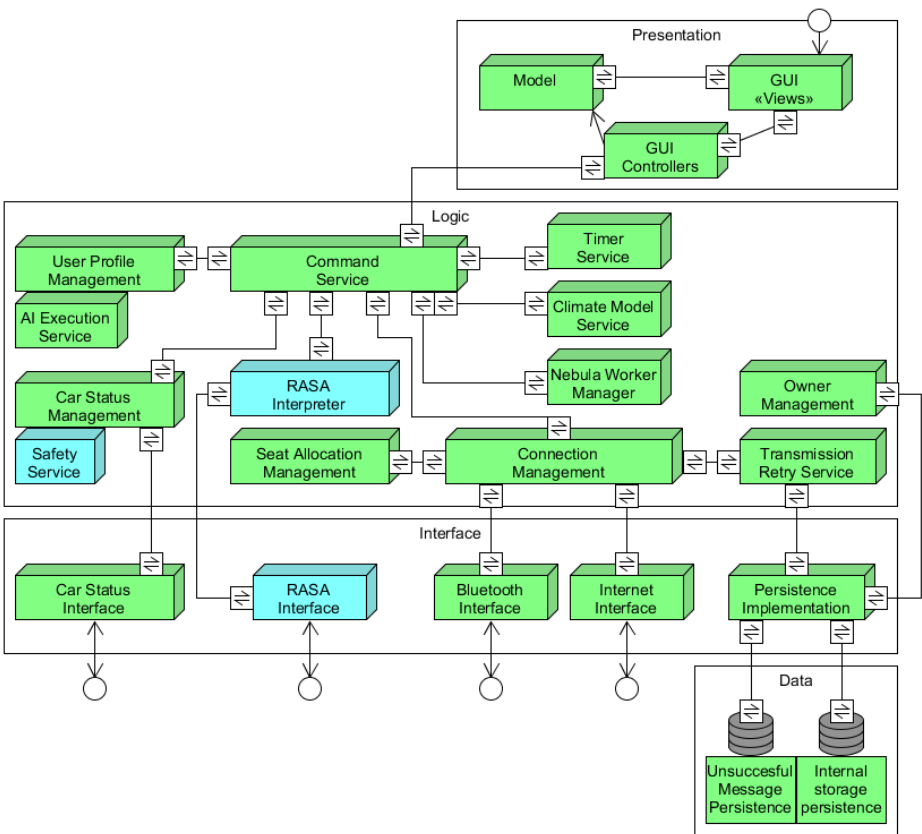 Presentation
Model
GUI
«Views»
GUI
Controllers
Logic
User Profile
Management
Command
Service
Timer
Service
AI Execution
Service
Climate Model
Service
Car Status
Management
RASA
Interpreter
Nebula Worker
Manager
Owner
Management
Safety
Service
Seat Allocation
Management
Connection
Management
Transmission
Retry Service
Interface
Car Status
Interface
RASA
Interface
Bluetooth
Interface
Internet
Interface
Persistence
Implementation
Data
Unsuccesful
Message
Persistence
Internal
storage
persistence